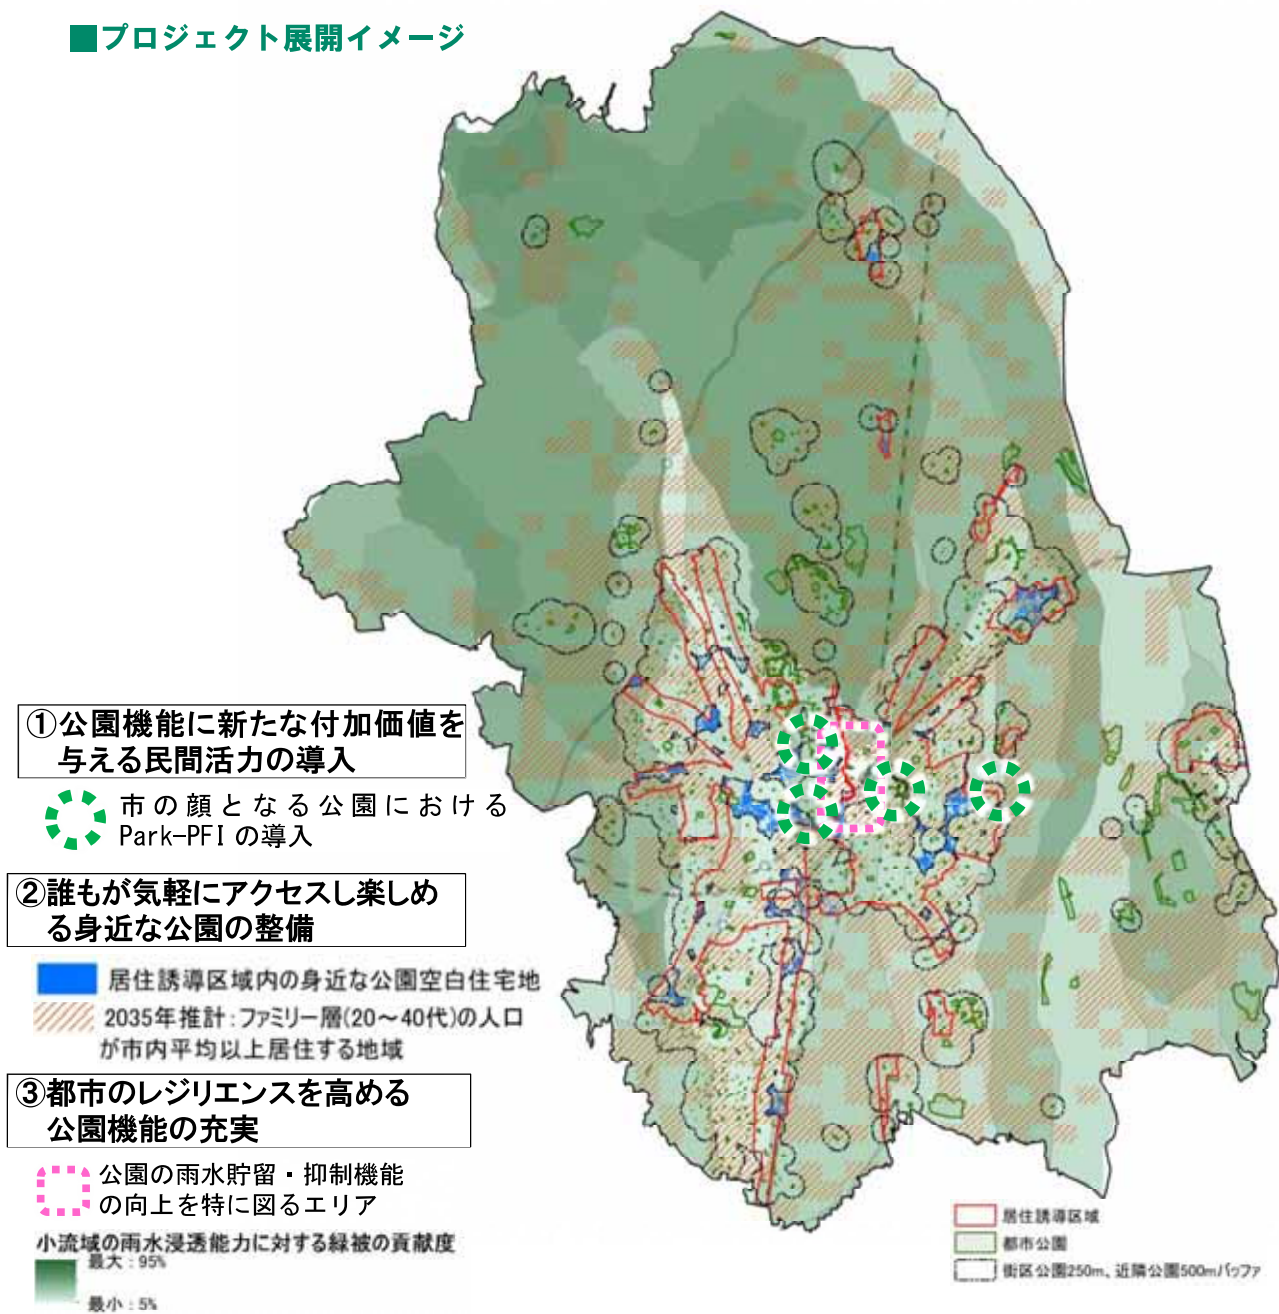 ■プロジェクト展開イメージ
①公園機能に新たな付加価値を
与える民間活力の導入
市の顔となる公園における
Park-PFIの導入
②誰もが気軽にアクセスし楽しめ
る身近な公園の整備
居住誘導区域内の身近な公園空白住宅地
2035年推計:ファミリー層(20～40代)の人口
が市内平均以上居住する地域
③都市のレジリエンスを高める
公園機能の充実
公園の雨水貯留・抑制機能
の向上を特に図るエリア
小流域の雨水浸透能力に対する緑被の貢献度
最大:95%
最小:5%
居住誘導区域
都市公園
街区公園250m、近隣公園500mバッファ